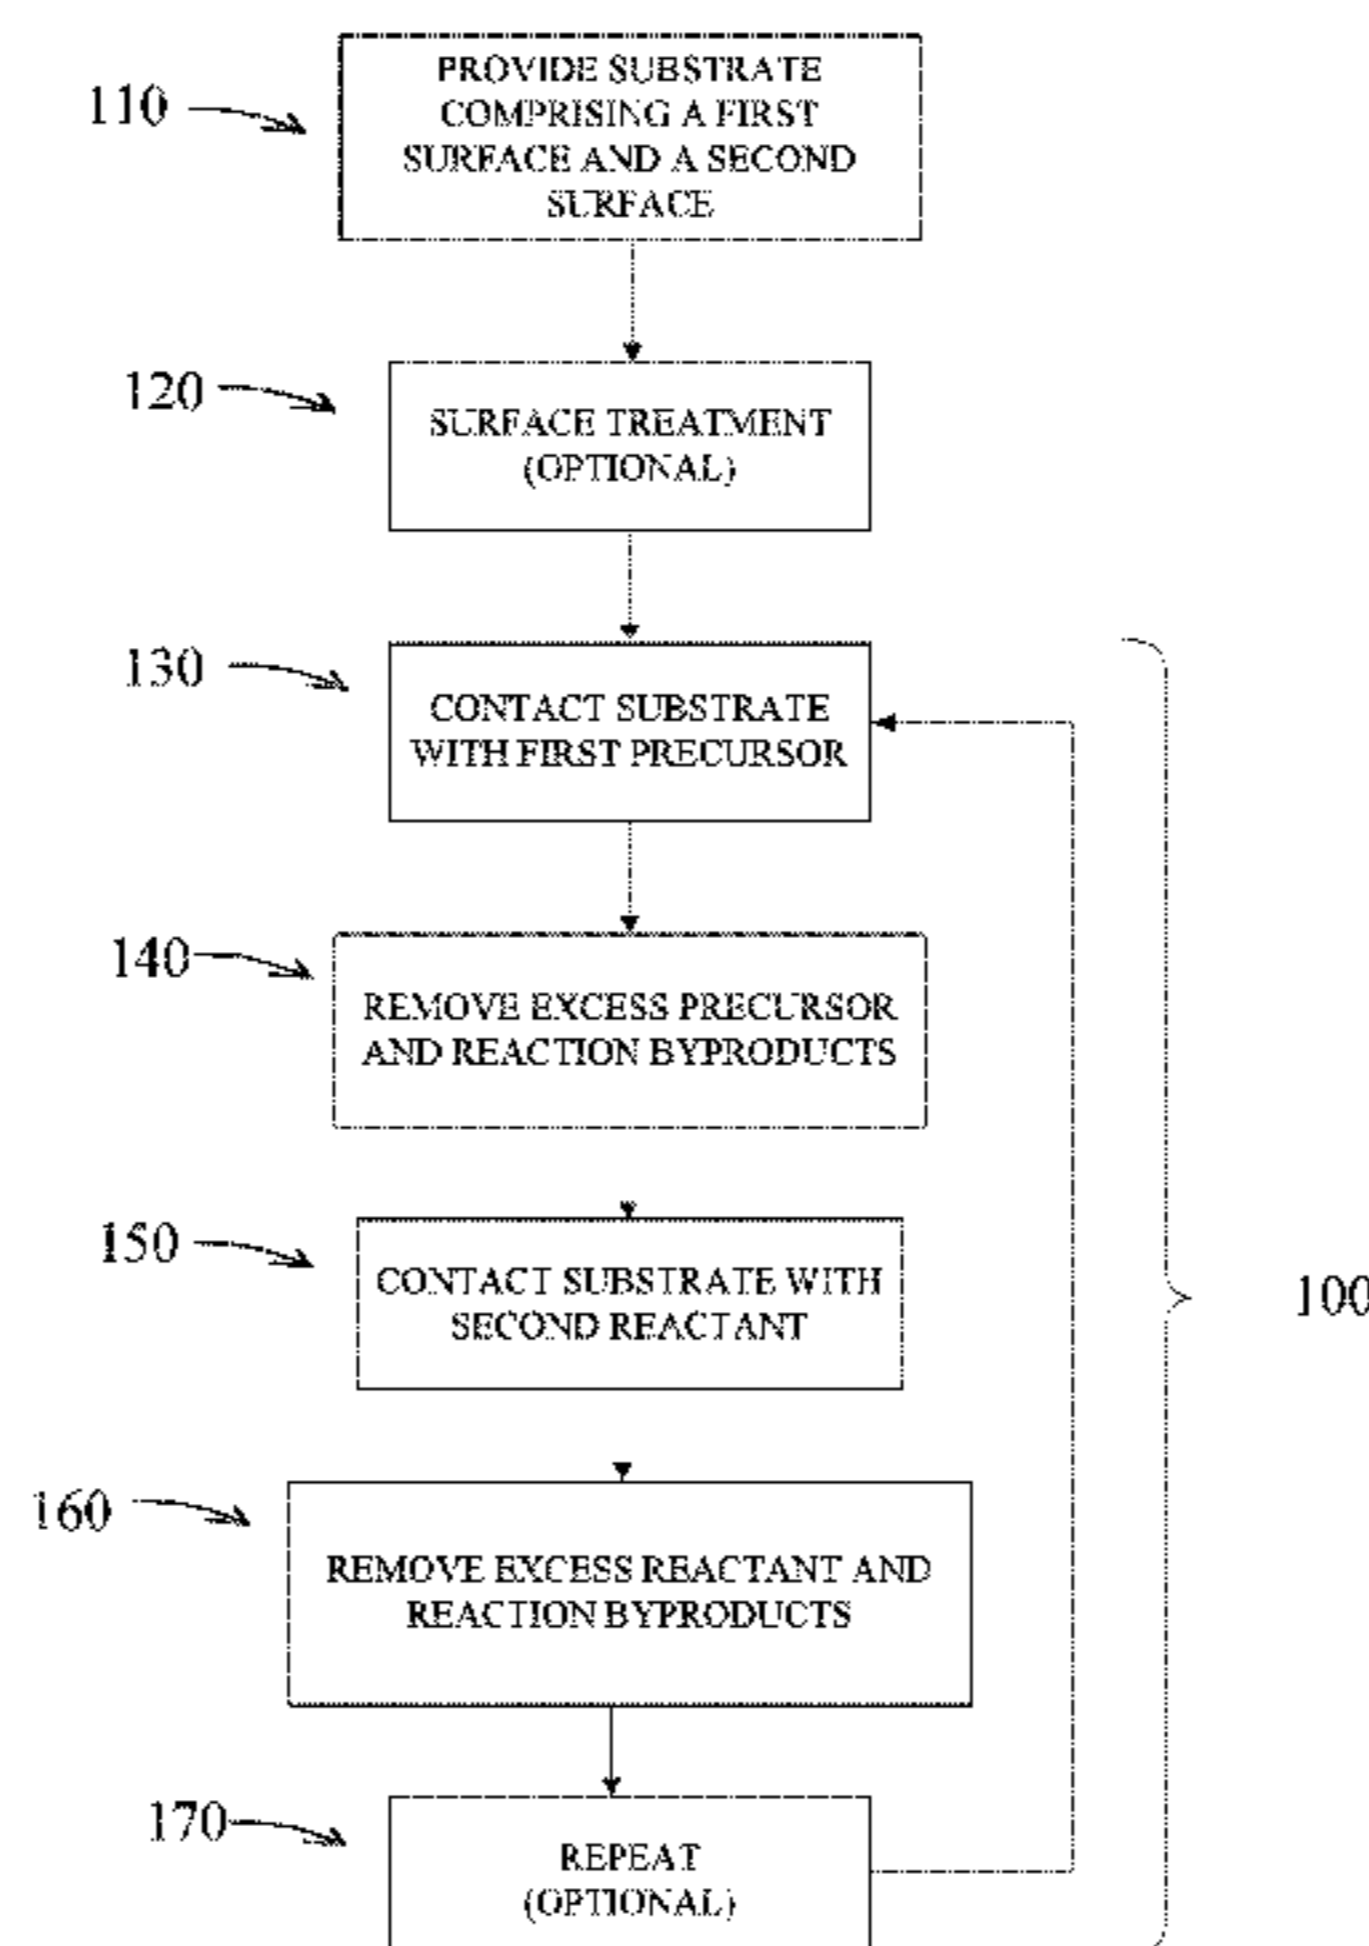 110
PROVIDE SUBSTRATE
COMPRISING A FIRST
SURFACE AND A SECOND
SURFACE
120
SURFACE TREATMENT
(OPTIONAL)
130
CONTACT SUBSTRATE
WITH FIRST PRECURSOR
140
REMOVE EXCESS PRECURSOR
AND REACTION BYPRODUCTS
150
CONTACT SUBSTRATE WITH
SECOND REACTANT
100
160
REMOVE EXCESS REACTANT AND
REACTION BYPRODUCTS
170
REPEAT
(OPTIONAL)